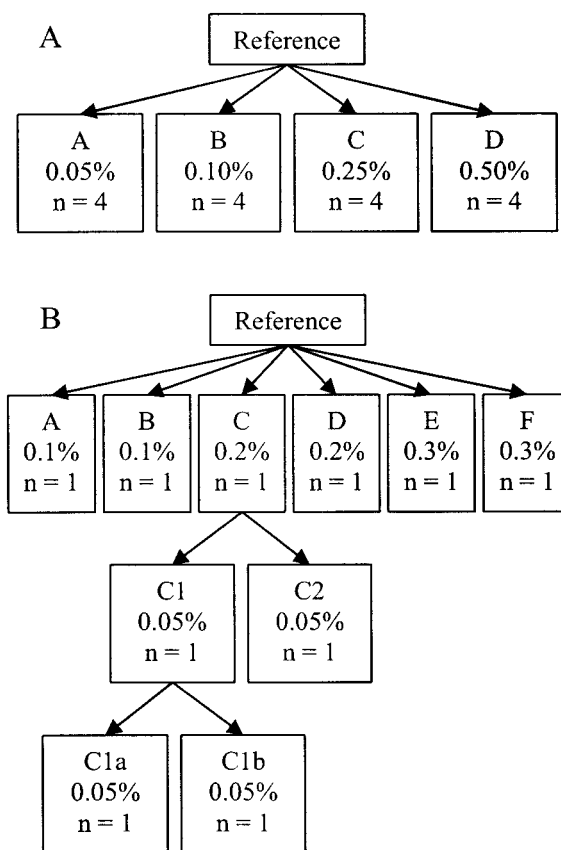 A
Reference
A
0.05%
n = 4
B
0.10%
n = 4
C
0.25%
n = 4
D
0.50%
n = 4
B
Reference
A
0.1%
n = 1
B
0.1%
n = 1
C
0.2%
n = 1
D
0.2%
n = 1
E
0.3%
n = 1
F
0.3%
n = 1
C1
0.05%
n = 1
C2
0.05%
n = 1
C1a
0.05%
n = 1
C1b
0.05%
n = 1